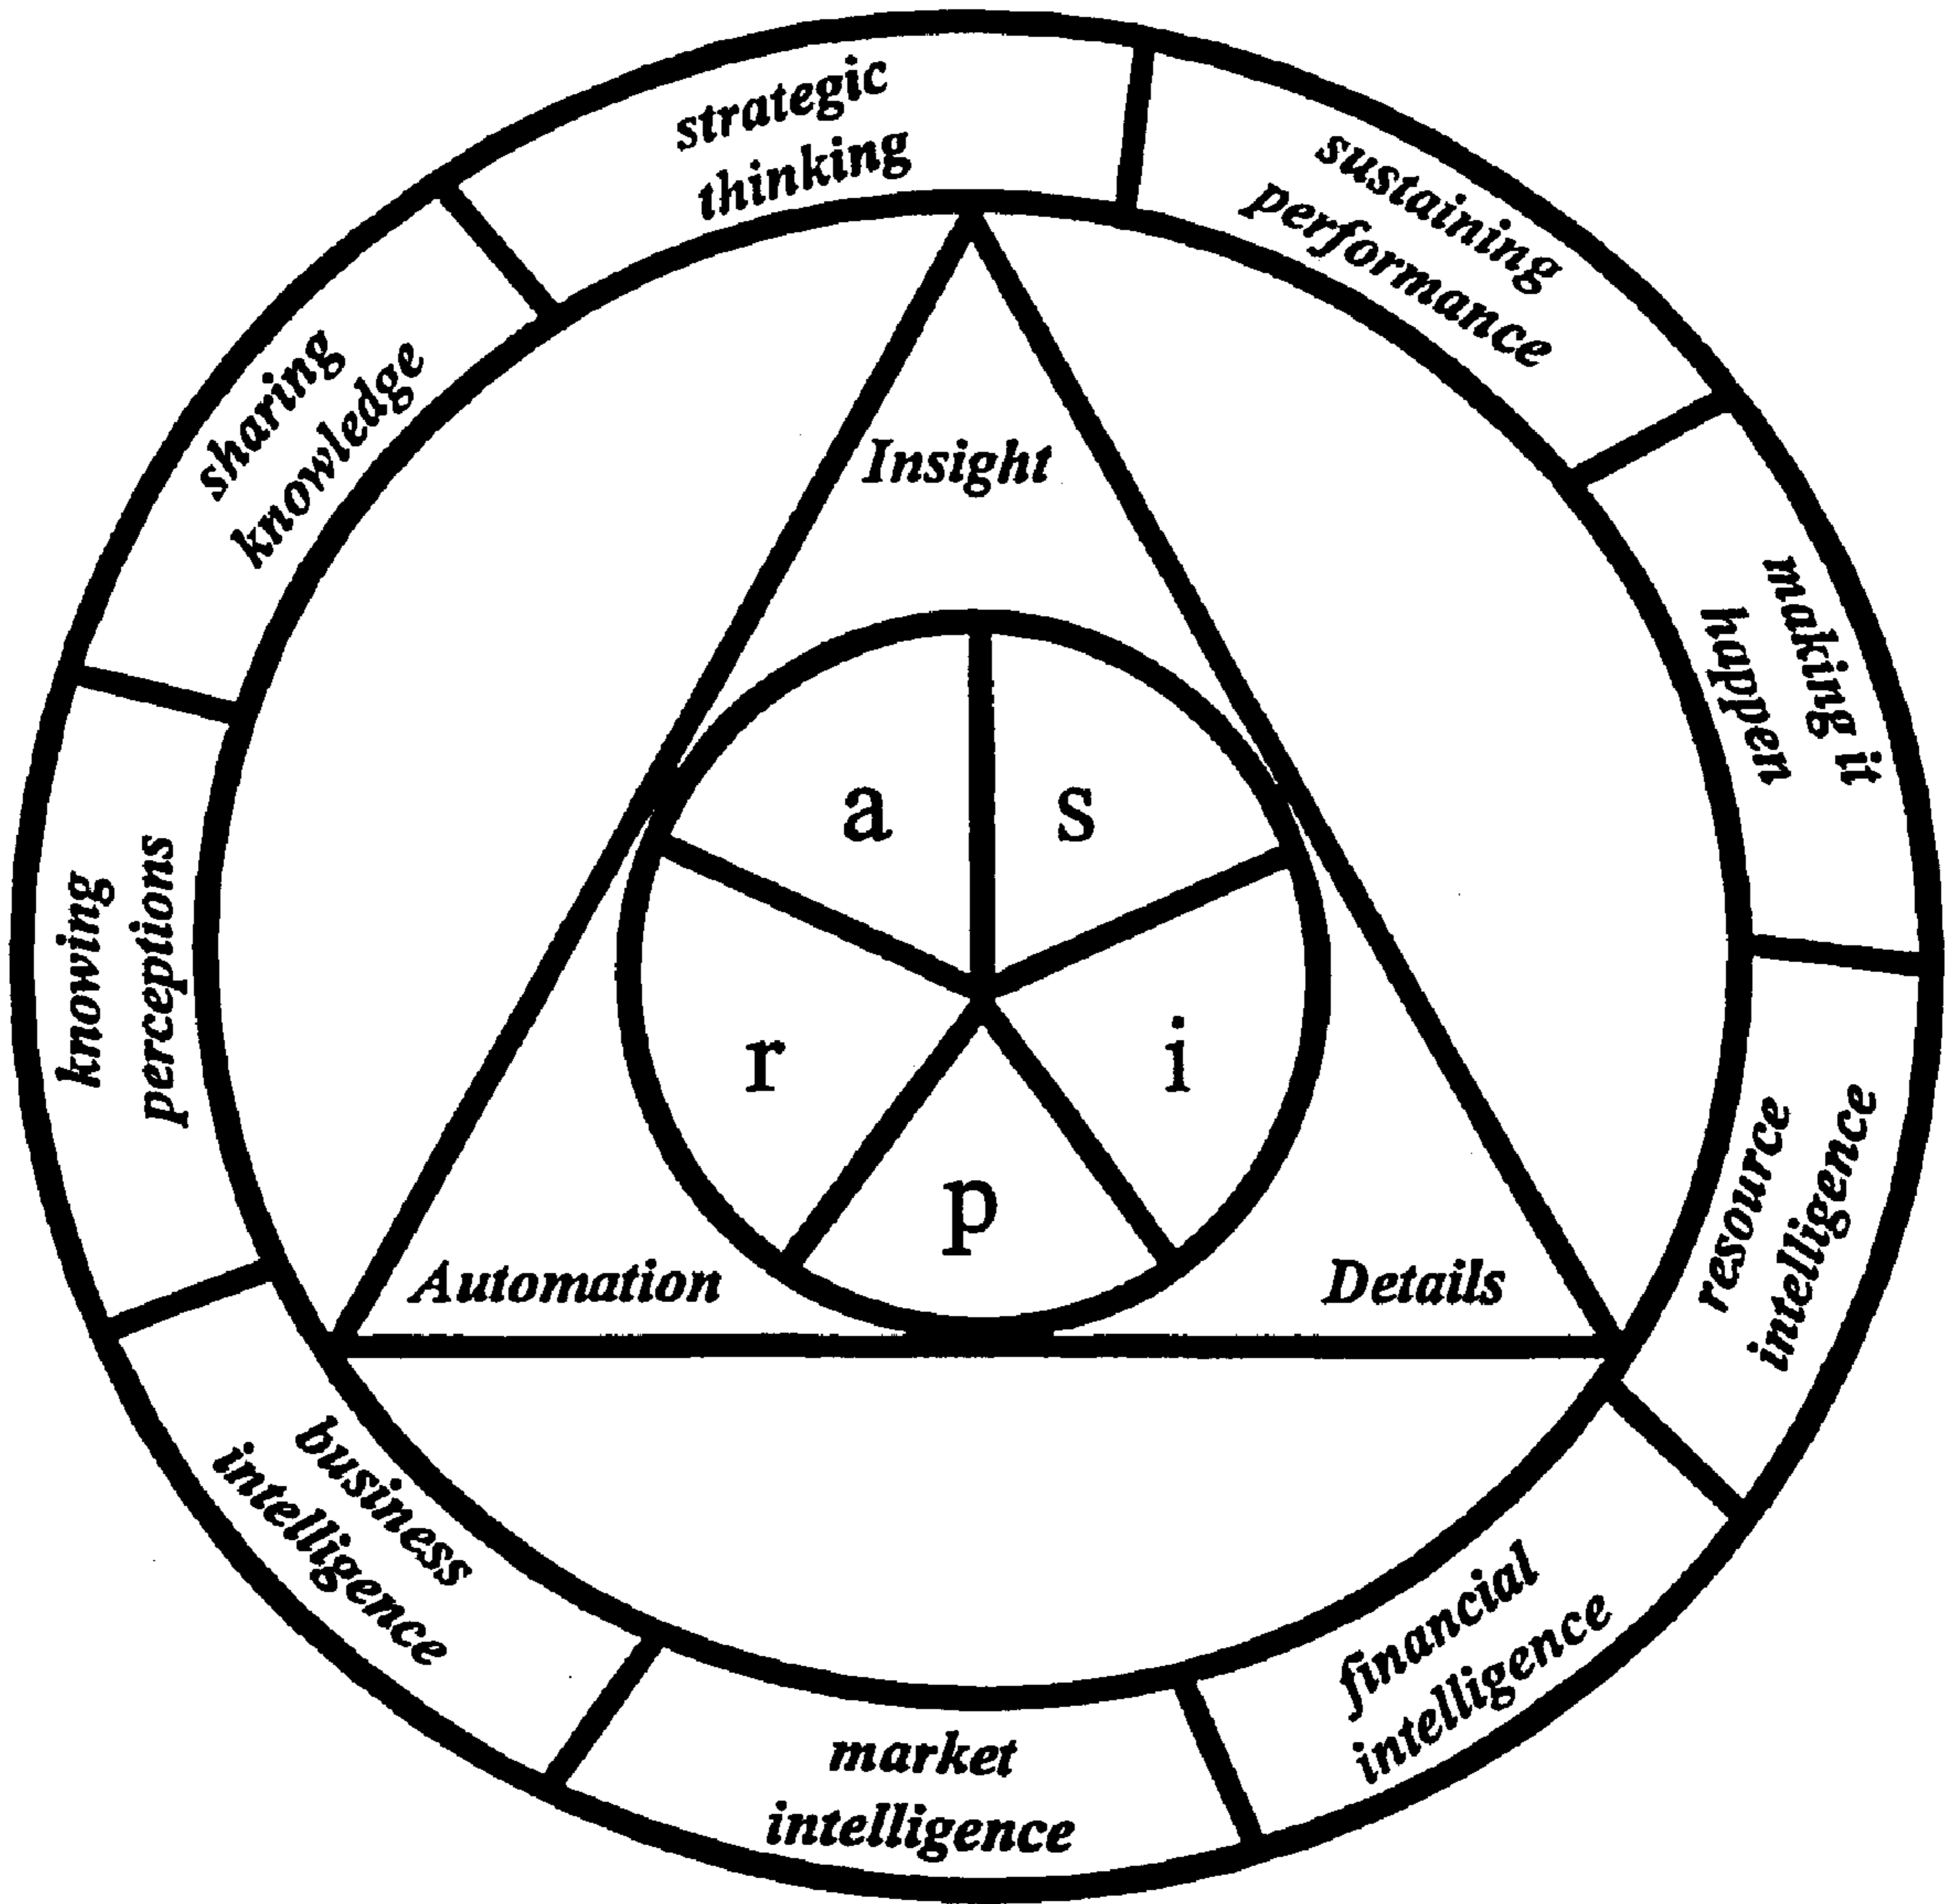 strategic
thinking
sustaining
performance
making it
happen
resource
intelligence
financial
intelligence
market
intelligence
business
intelligence
knowing
perceptions
sharing
knowledge
Insight
Automation
Details
a
s
r
i
p